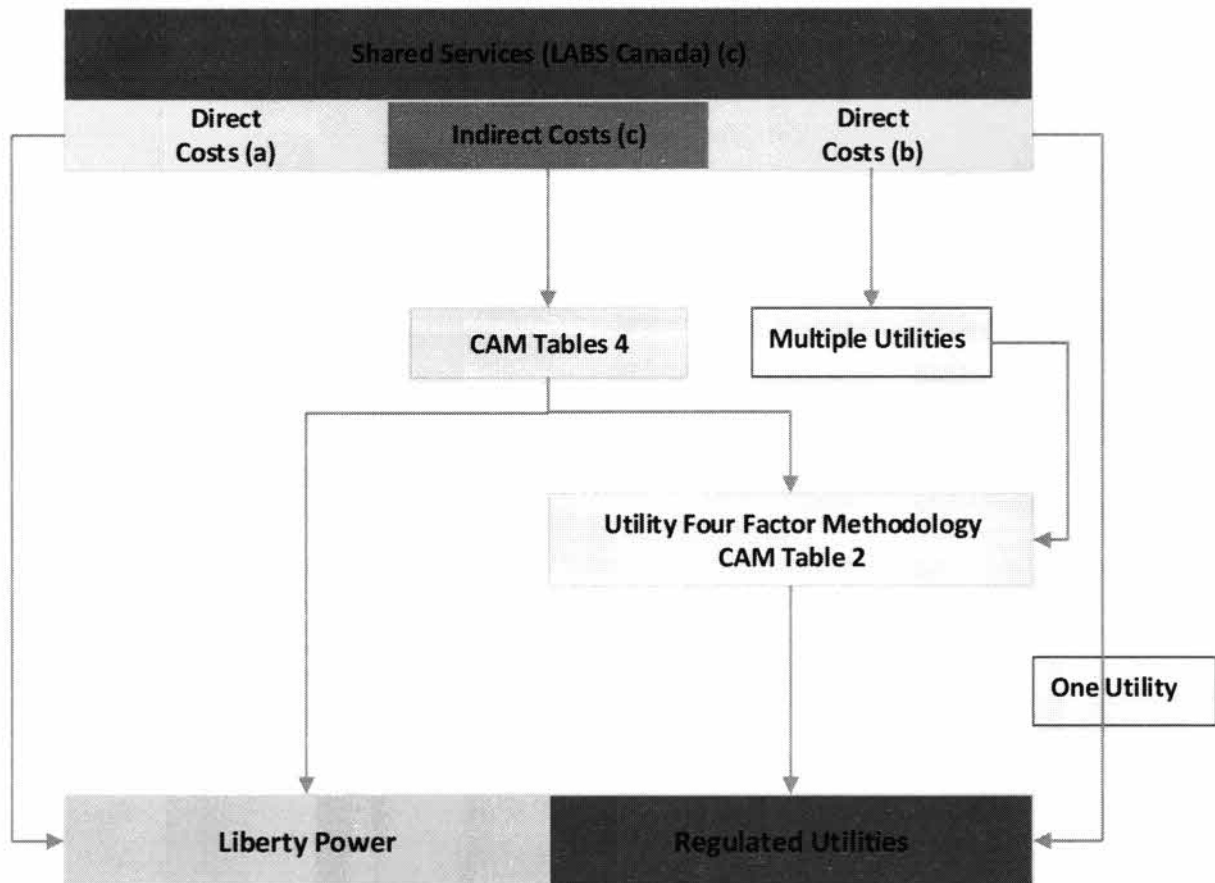 Shared Services (LABS Canada) (c)
Direct
Costs (a)
Indirect Costs (c)
Direct
Costs (b)
CAM Tables 4
Multiple Utilities
Utility Four Factor Methodology
CAM Table 2
One Utility
Liberty Power
Regulated Utilities